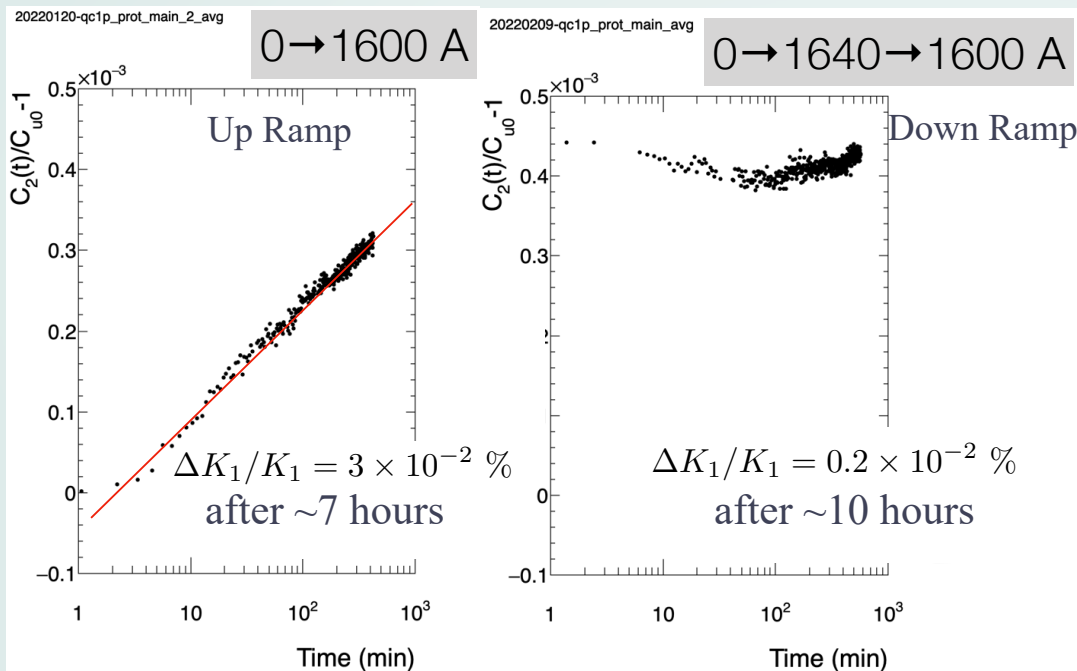 20220120-qc1p_prot_main_2_avg
0→1600 A
×10⁻³
C₂(t)/Cᵤ₀-1
0.5
0.4
0.3
0.2
0.1
0
−0.1
Up Ramp
ΔK₁/K₁ = 3 × 10⁻² %
after ~7 hours
1 10 10² 10³
Time (min)
20220209-qc1p_prot_main_avg
0→1640→1600 A
×10⁻³
C₂(t)/Cᵤ₀-1
0.5
0.4
0.3
0
−0.1
Down Ramp
ΔK₁/K₁ = 0.2 × 10⁻² %
after ~10 hours
1 10 10² 10³
Time (min)